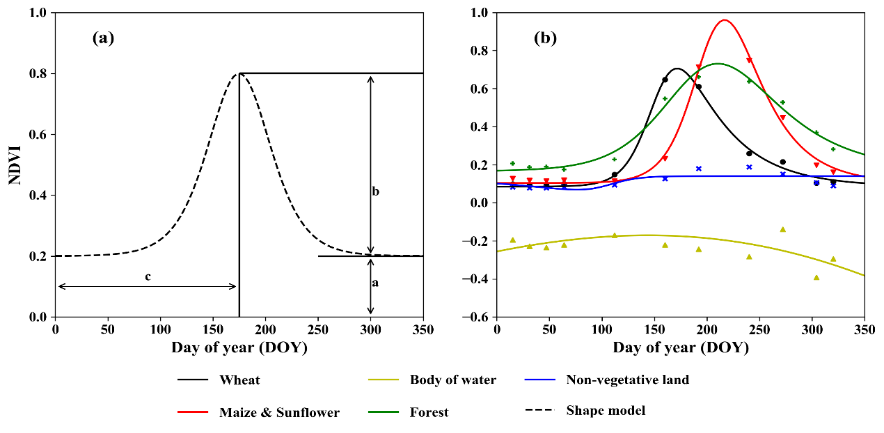 (a)
NDVI
1.0
0.8
0.6
0.4
0.2
0.0
b
c
a
0 50 100 150 200 250 300 350
Day of year (DOY)
(b)
1.0
0.8
0.6
0.4
0.2
0.0
−0.2
−0.4
−0.6
0 50 100 150 200 250 300 350
Day of year (DOY)
Wheat Body of water Non-vegetative land
Maize & Sunflower Forest Shape model